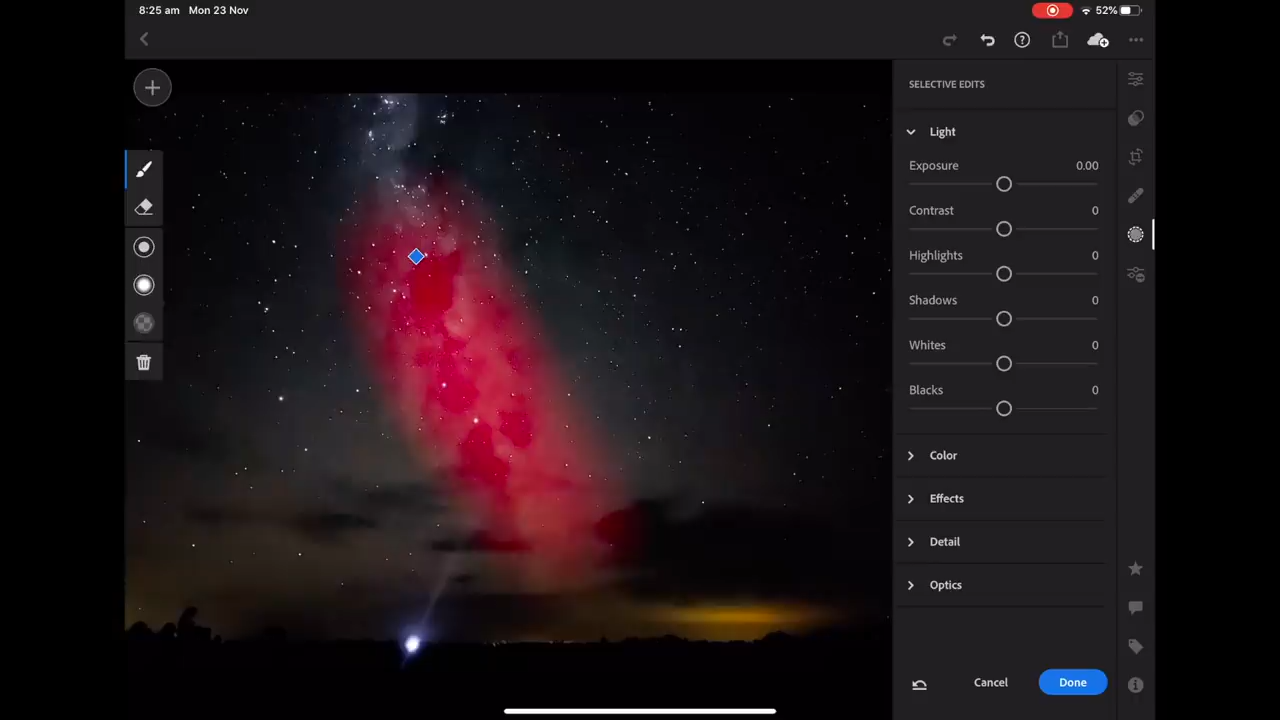 8:25 am Mon 23 Nov
52%
SELECTIVE EDITS
Light
Exposure 0.00
Contrast 0
Highlights 0
Shadows 0
Whites 0
Blacks 0
Color
Effects
Detail
Optics
Cancel Done